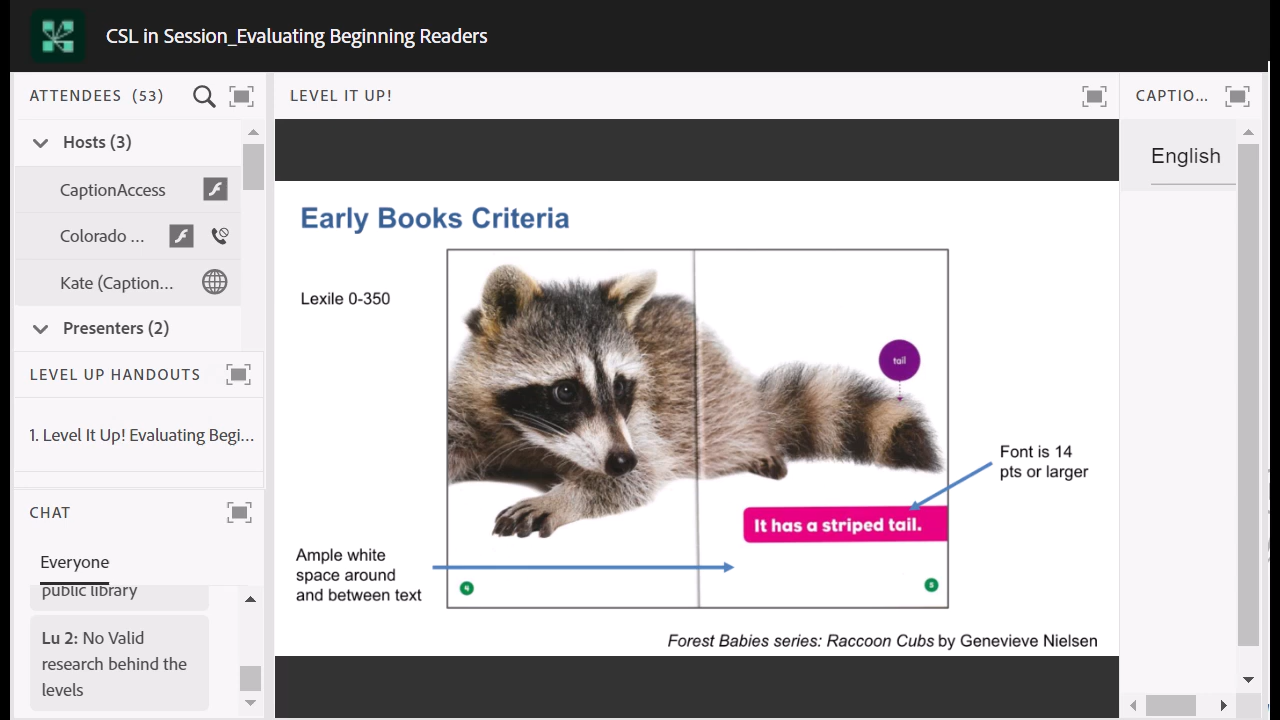 CSL in Session_Evaluating Beginning Readers
ATTENDEES (53)
Hosts (3)
CaptionAccess
Colorado ...
Kate (Caption...
Presenters (2)
LEVEL UP HANDOUTS
1. Level It Up! Evaluating Begi...
CHAT
Everyone
public library
Lu 2: No Valid
research behind the
levels
LEVEL IT UP!
Early Books Criteria
Lexile 0-350
tail
Font is 14
pts or larger
It has a striped tail.
Ample white
space around
and between text
4
5
Forest Babies series: Raccoon Cubs by Genevieve Nielsen
CAPTIO...
English